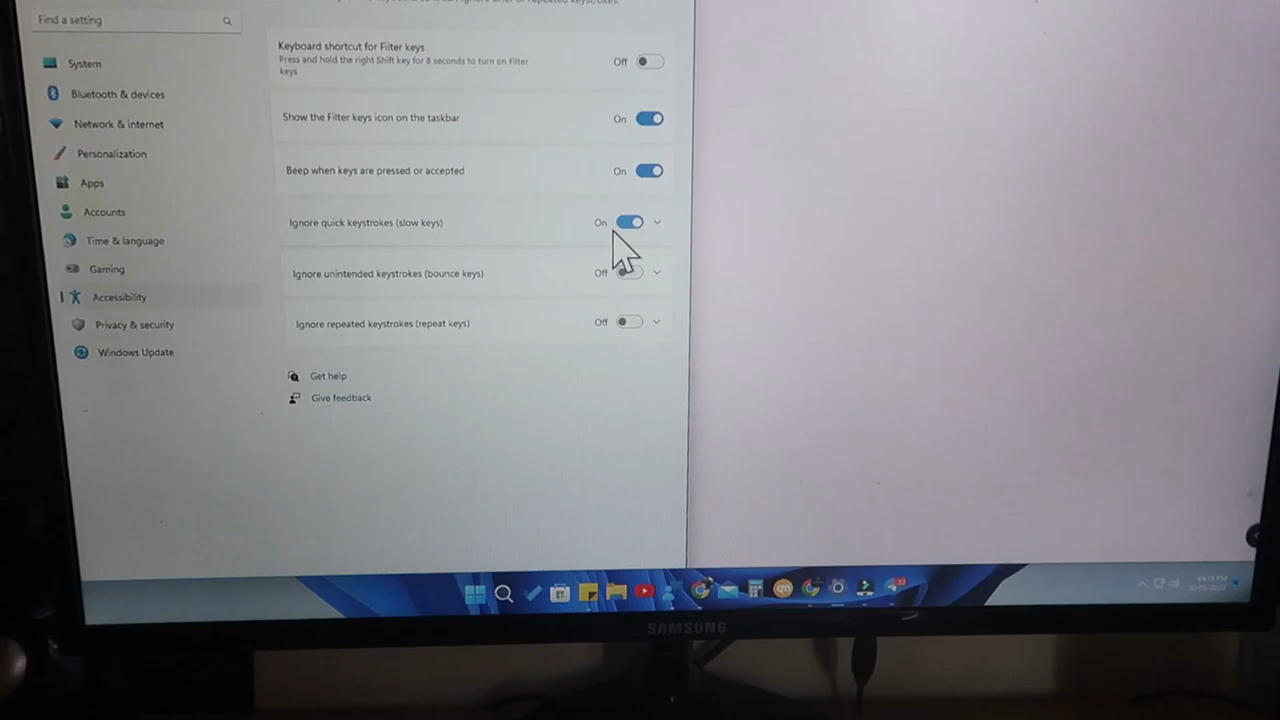 Find a setting
System
Bluetooth & devices
Network & internet
Personalization
Apps
Accounts
Time & language
Gaming
Accessibility
Privacy & security
Windows Update
Keyboard shortcut for Filter keys
Press and hold the right Shift key for 8 seconds to turn on Filter
keys
Off
Show the Filter keys icon on the taskbar
On
Beep when keys are pressed or accepted
On
Ignore quick keystrokes (slow keys)
On
Ignore unintended keystrokes (bounce keys)
Off
Ignore repeated keystrokes (repeat keys)
Off
Get help
Give feedback
SAMSUNG